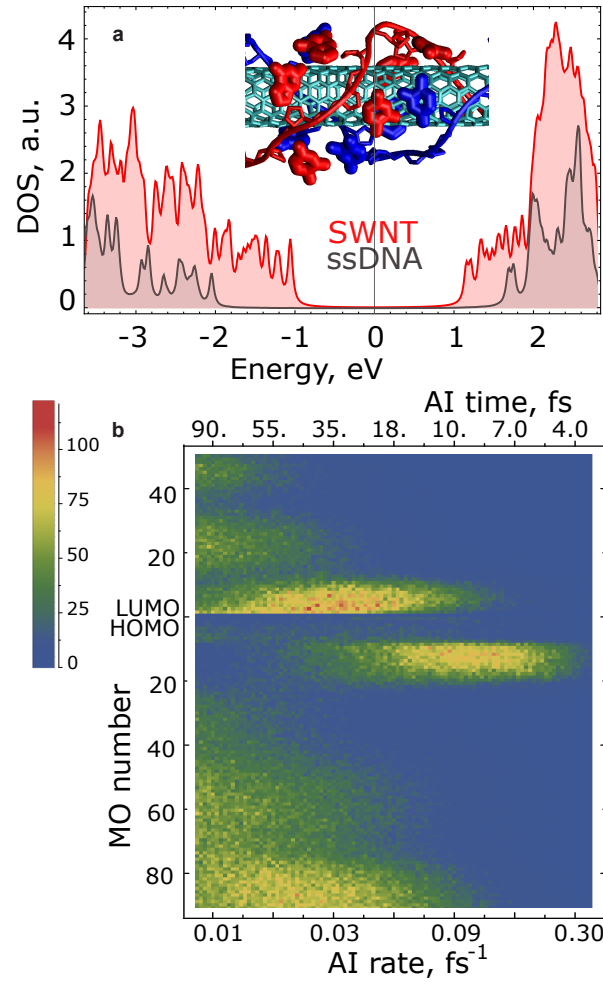 a
DOS, a.u.
4
3
2
1
0
SWNT
ssDNA
-3 -2 -1 0 1 2
Energy, eV
AI time, fs
b
90. 55. 35. 18. 10. 7.0 4.0
100
75
50
25
0
40
20
LUMO
HOMO
20
40
60
80
MO number
0.01 0.03 0.09 0.30
AI rate, fs-1